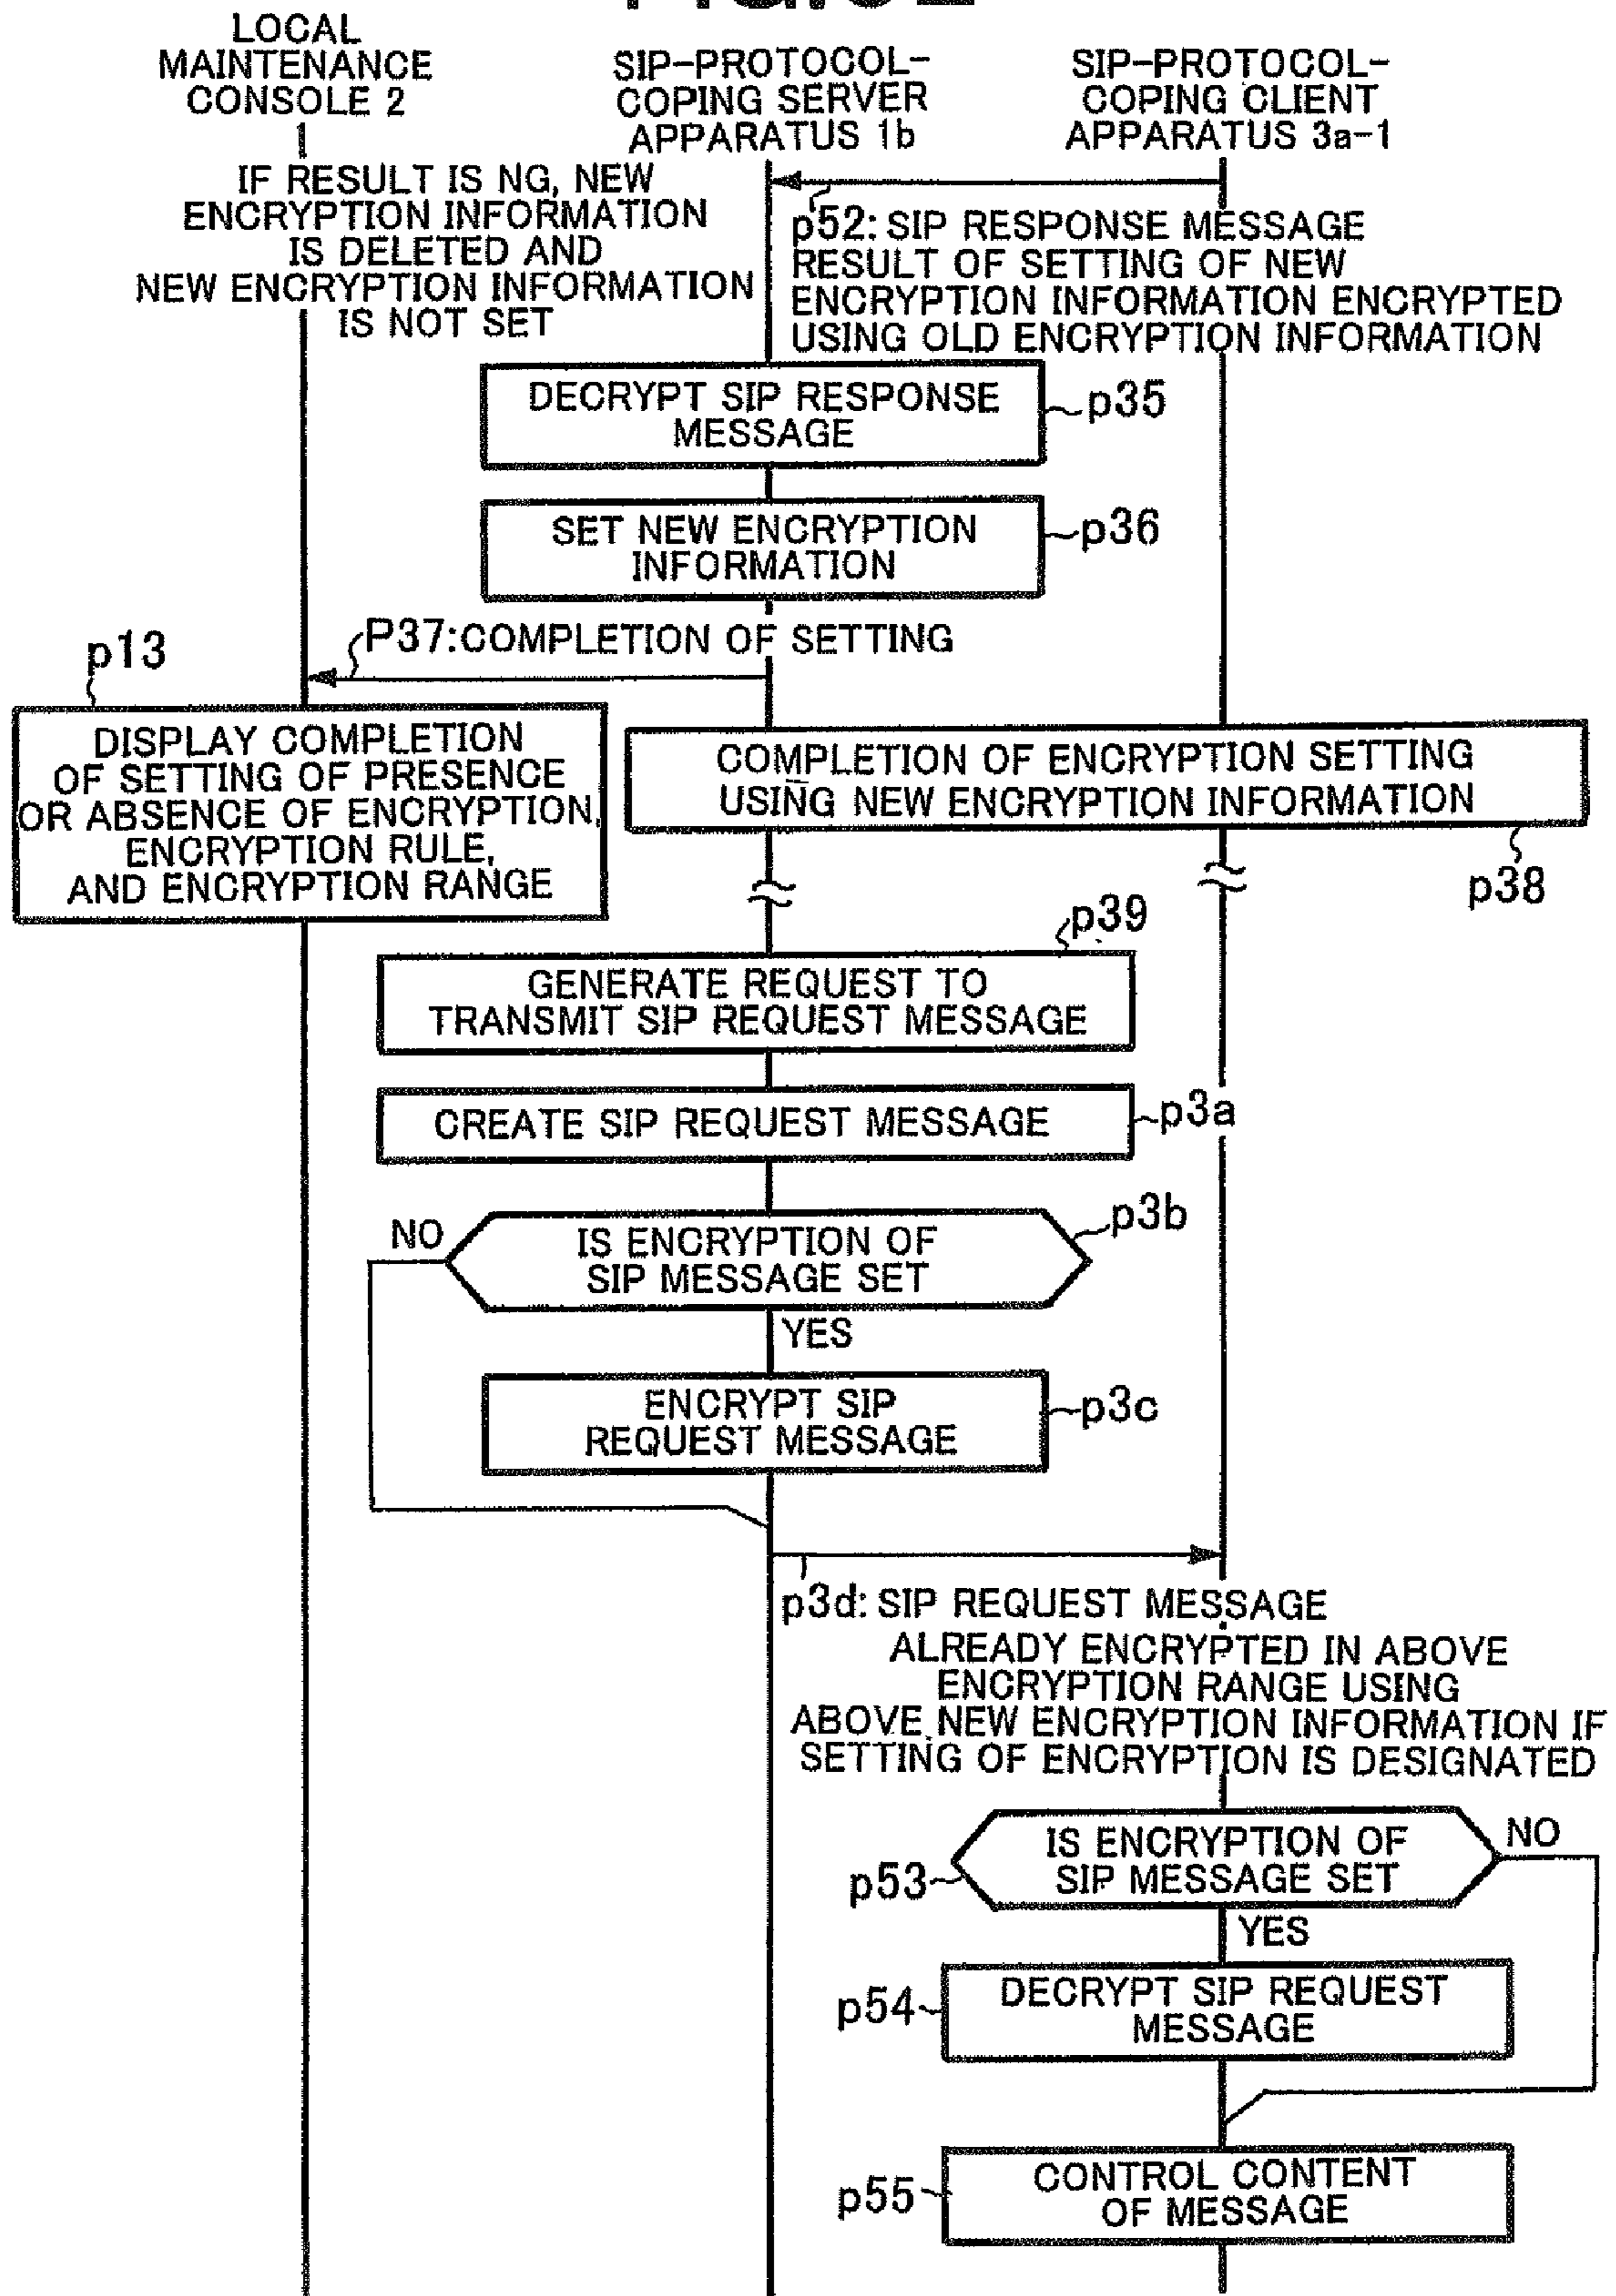 LOCAL
MAINTENANCE
CONSOLE 2
SIP-PROTOCOL-
COPING SERVER
APPARATUS 1b
SIP-PROTOCOL-
COPING CLIENT
APPARATUS 3a-1
IF RESULT IS NG, NEW
ENCRYPTION INFORMATION
IS DELETED AND
NEW ENCRYPTION INFORMATION
IS NOT SET
p52: SIP RESPONSE MESSAGE
RESULT OF SETTING OF NEW
ENCRYPTION INFORMATION ENCRYPTED
USING OLD ENCRYPTION INFORMATION
DECRYPT SIP RESPONSE
MESSAGE
p35
SET NEW ENCRYPTION
INFORMATION
p36
P37:COMPLETION OF SETTING
p13
DISPLAY COMPLETION
OF SETTING OF PRESENCE
OR ABSENCE OF ENCRYPTION,
ENCRYPTION RULE,
AND ENCRYPTION RANGE
COMPLETION OF ENCRYPTION SETTING
USING NEW ENCRYPTION INFORMATION
p38
p39
GENERATE REQUEST TO
TRANSMIT SIP REQUEST MESSAGE
CREATE SIP REQUEST MESSAGE
p3a
p3b
NO
IS ENCRYPTION OF
SIP MESSAGE SET
YES
ENCRYPT SIP
REQUEST MESSAGE
p3c
p3d: SIP REQUEST MESSAGE
ALREADY ENCRYPTED IN ABOVE
ENCRYPTION RANGE USING
ABOVE NEW ENCRYPTION INFORMATION IF
SETTING OF ENCRYPTION IS DESIGNATED
IS ENCRYPTION OF
SIP MESSAGE SET
NO
p53
YES
DECRYPT SIP REQUEST
MESSAGE
p54
CONTROL CONTENT
OF MESSAGE
p55